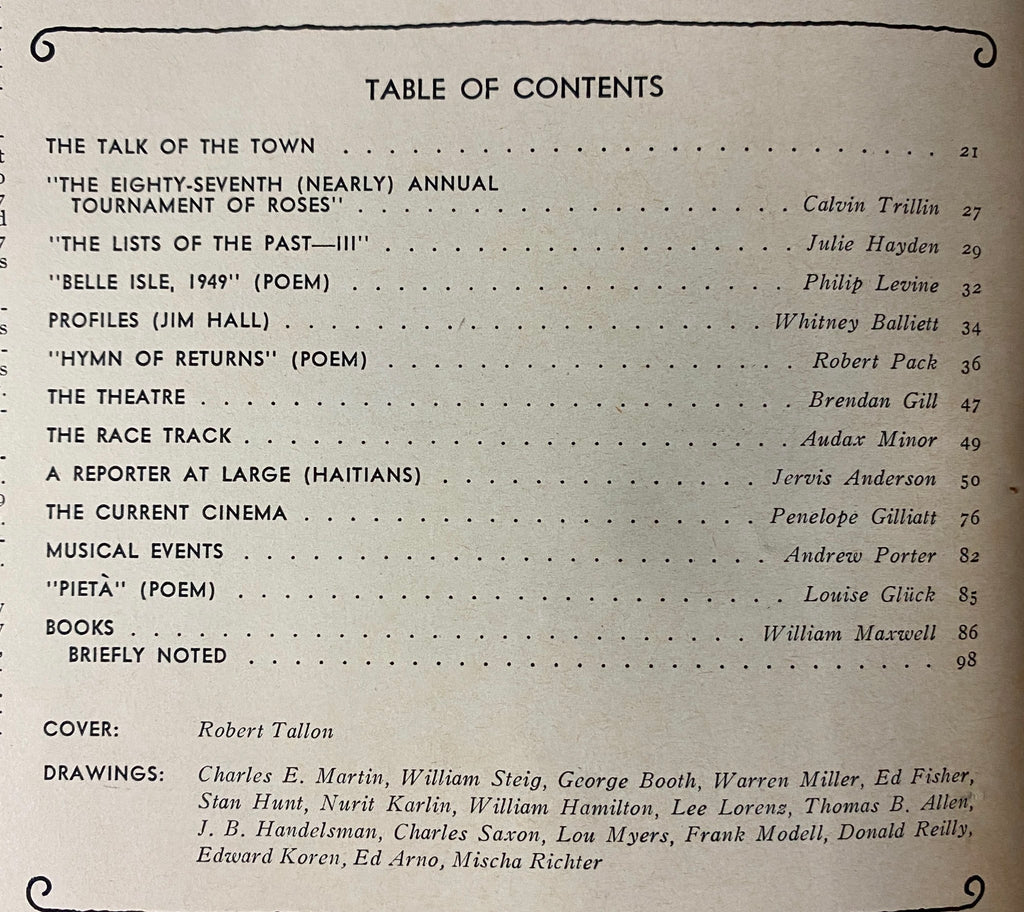 TABLE OF CONTENTS
THE TALK OF THE TOWN . . . . . . . . . . . . . . . . . . . . . . . . . . . . . . . 21
"THE EIGHTY-SEVENTH (NEARLY) ANNUAL
TOURNAMENT OF ROSES" . . . . . . . . . . . . . . . . . . . . . . . Calvin Trillin 27
"THE LISTS OF THE PAST—III" . . . . . . . . . . . . . . . . . . . . . . Julie Hayden 29
"BELLE ISLE, 1949" (POEM) . . . . . . . . . . . . . . . . . . . . . . . Philip Levine 32
PROFILES (JIM HALL) . . . . . . . . . . . . . . . . . . . . . . . . . Whitney Balliett 34
"HYMN OF RETURNS" (POEM) . . . . . . . . . . . . . . . . . . . . . . Robert Pack 36
THE THEATRE . . . . . . . . . . . . . . . . . . . . . . . . . . . . . . . Brendan Gill 47
THE RACE TRACK . . . . . . . . . . . . . . . . . . . . . . . . . . . . . Audax Minor 49
A REPORTER AT LARGE (HAITIANS) . . . . . . . . . . . . . . . . . Jervis Anderson 50
THE CURRENT CINEMA . . . . . . . . . . . . . . . . . . . . . . . . Penelope Gilliatt 76
MUSICAL EVENTS . . . . . . . . . . . . . . . . . . . . . . . . . . . . Andrew Porter 82
"PIETÀ" (POEM) . . . . . . . . . . . . . . . . . . . . . . . . . . . . . Louise Glück 85
BOOKS . . . . . . . . . . . . . . . . . . . . . . . . . . . . . . . . . William Maxwell 86
BRIEFLY NOTED . . . . . . . . . . . . . . . . . . . . . . . . . . . . . . . . . . . . 98
COVER: Robert Tallon
DRAWINGS: Charles E. Martin, William Steig, George Booth, Warren Miller, Ed Fisher,
Stan Hunt, Nurit Karlin, William Hamilton, Lee Lorenz, Thomas B. Allen,
J. B. Handelsman, Charles Saxon, Lou Myers, Frank Modell, Donald Reilly,
Edward Koren, Ed Arno, Mischa Richter